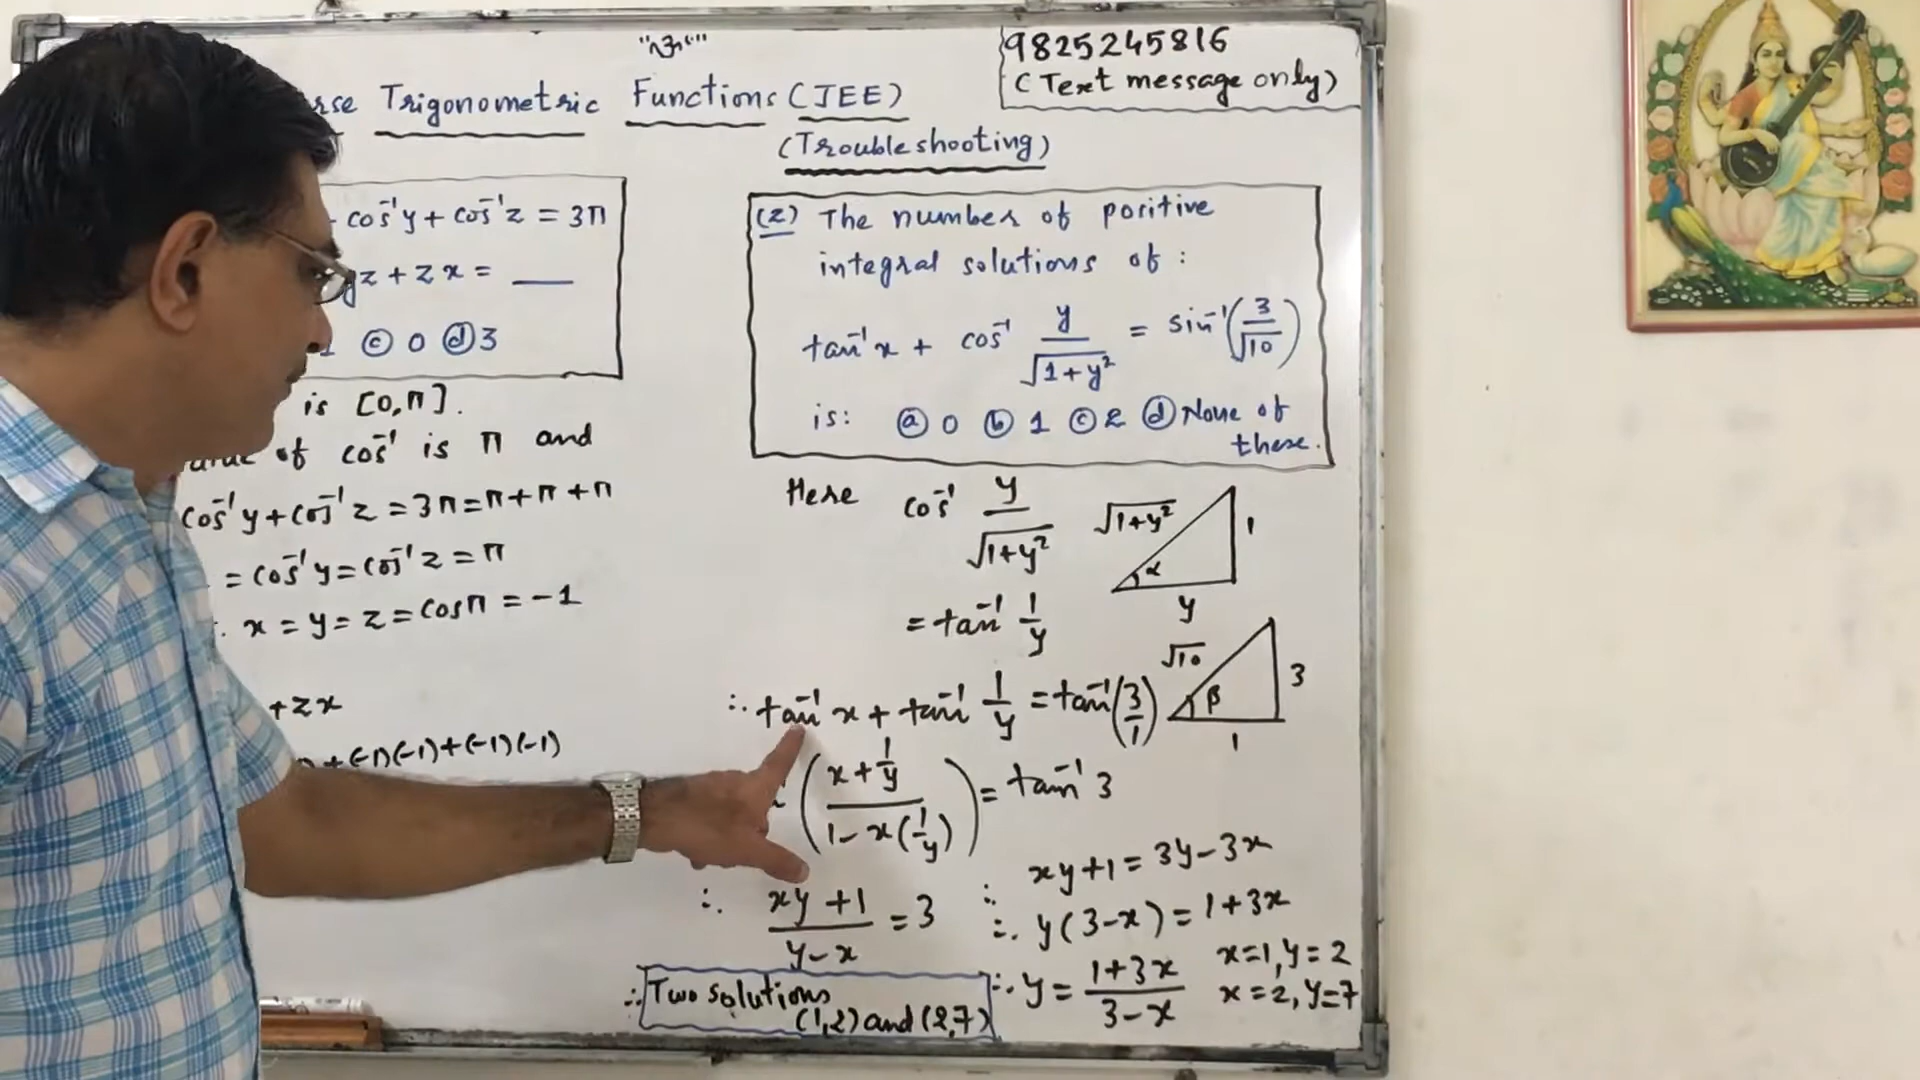 "ૐ"
9825245816
(Text message only)
Trigonometric Functions (JEE)
(Troubleshooting)
cos⁻¹y + cos⁻¹z = 3π
z + zx = ___
ⓒ 0 ⓓ 3
is [0,π].
of cos⁻¹ is π and
cos⁻¹y + cos⁻¹z = 3π = π + π + π
= cos⁻¹y = cos⁻¹z = π
x = y = z = cosπ = -1
+ zx
(-1)(-1) + (-1)(-1)
(2) The number of positive
integral solutions of :
tan⁻¹x + cos⁻¹ y/√(1+y²) = sin⁻¹(3/√10)
is: ⓐ 0 ⓑ 1 ⓒ 2 ⓓ None of
these.
Here cos⁻¹ y/√(1+y²)
√(1+y²) 1
α
y
= tan⁻¹ 1/y
√10 3
β
1
∴ tan⁻¹x + tan⁻¹ 1/y = tan⁻¹(3/1)
((x + 1/y)/(1 - x(1/y))) = tan⁻¹3
∴ (xy + 1)/(y - x) = 3
∴ xy + 1 = 3y - 3x
∴ y(3 - x) = 1 + 3x
∴ y = (1 + 3x)/(3 - x)
x = 1, y = 2
x = 2, y = 7
∴ Two solutions
(1,2) and (2,7)